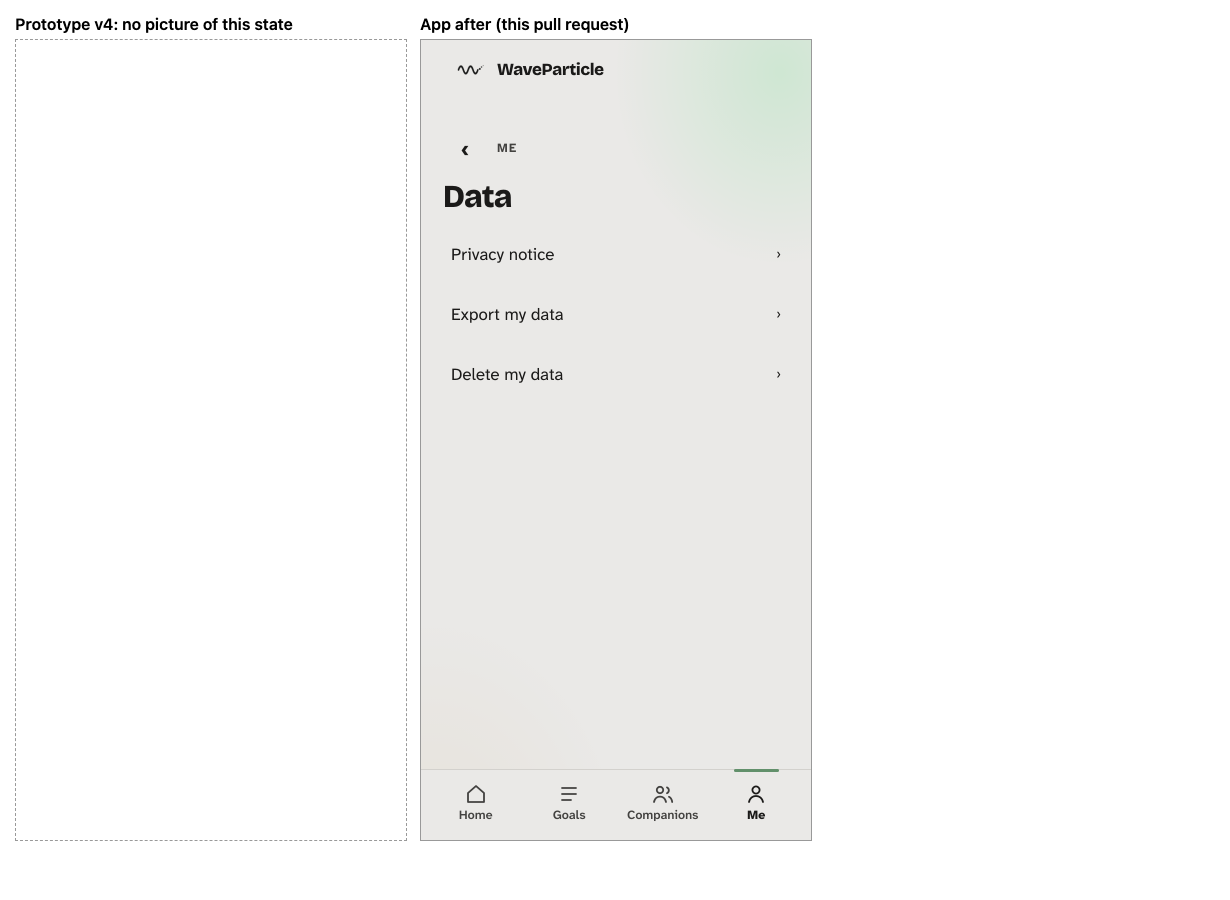 Prototype v4: no picture of this state
App after (this pull request)
WaveParticle
‹ ME
Data
Privacy notice ›
Export my data ›
Delete my data ›
Home Goals Companions Me